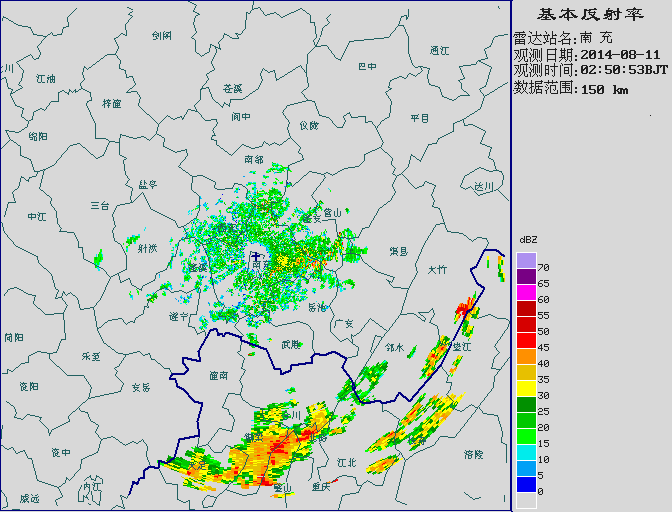 基本反射率
雷达站名:南 充
观测日期:2014-08-11
观测时间:02:50:53BJT
数据范围:150 km
剑阁
通江
川
江油
巴中
苍溪
梓潼
阆中
仪陇
平昌
绵阳
南部
盐亭
达川
三台
中江
营山
西充
射洪
渠县
大竹
蓬溪
南充
遂宁
岳池
广安
简阳
武胜
邻水
垫江
乐至
潼南
资阳
安岳
合川
铜梁
北碚
资中
大足
江北
涪陵
内江
威远
璧山
重庆
dBZ
70
65
60
55
50
45
40
35
30
25
20
15
10
5
0